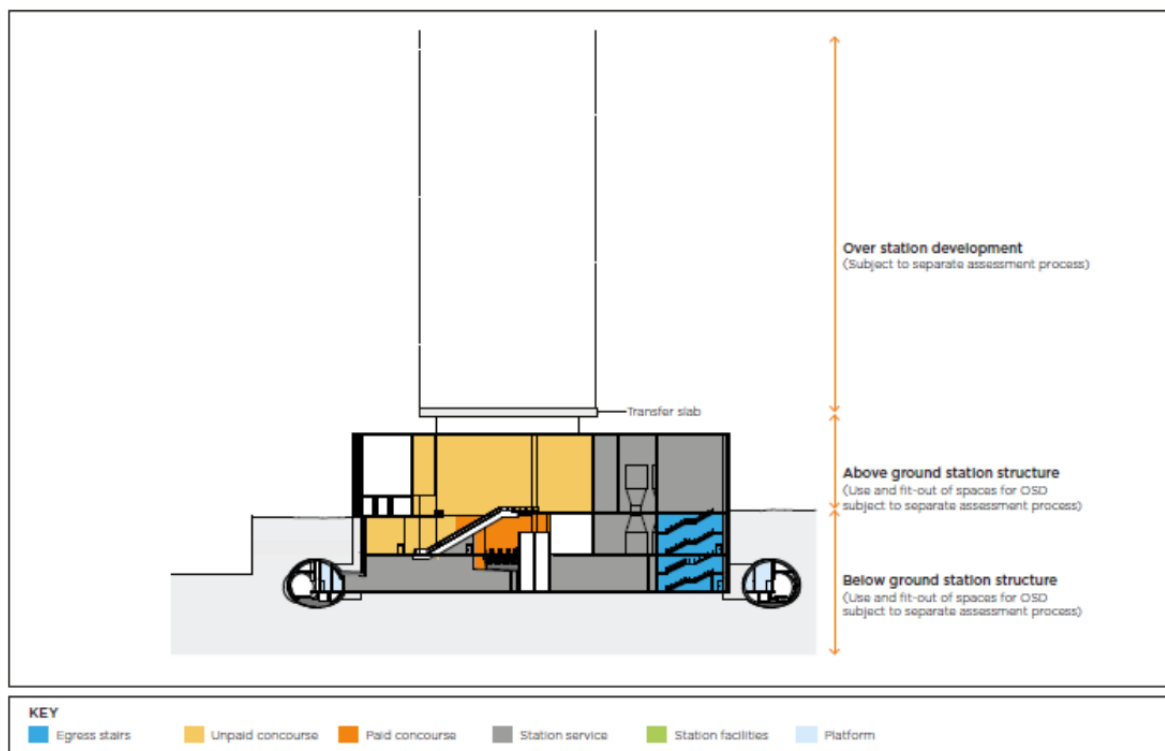 Over station development
(Subject to separate assessment process)
Transfer slab
Above ground station structure
(Use and fit-out of spaces for OSD
subject to separate assessment process)
Below ground station structure
(Use and fit-out of spaces for OSD
subject to separate assessment process)
KEY
Egress stairs
Unpaid concourse
Paid concourse
Station service
Station facilities
Platform